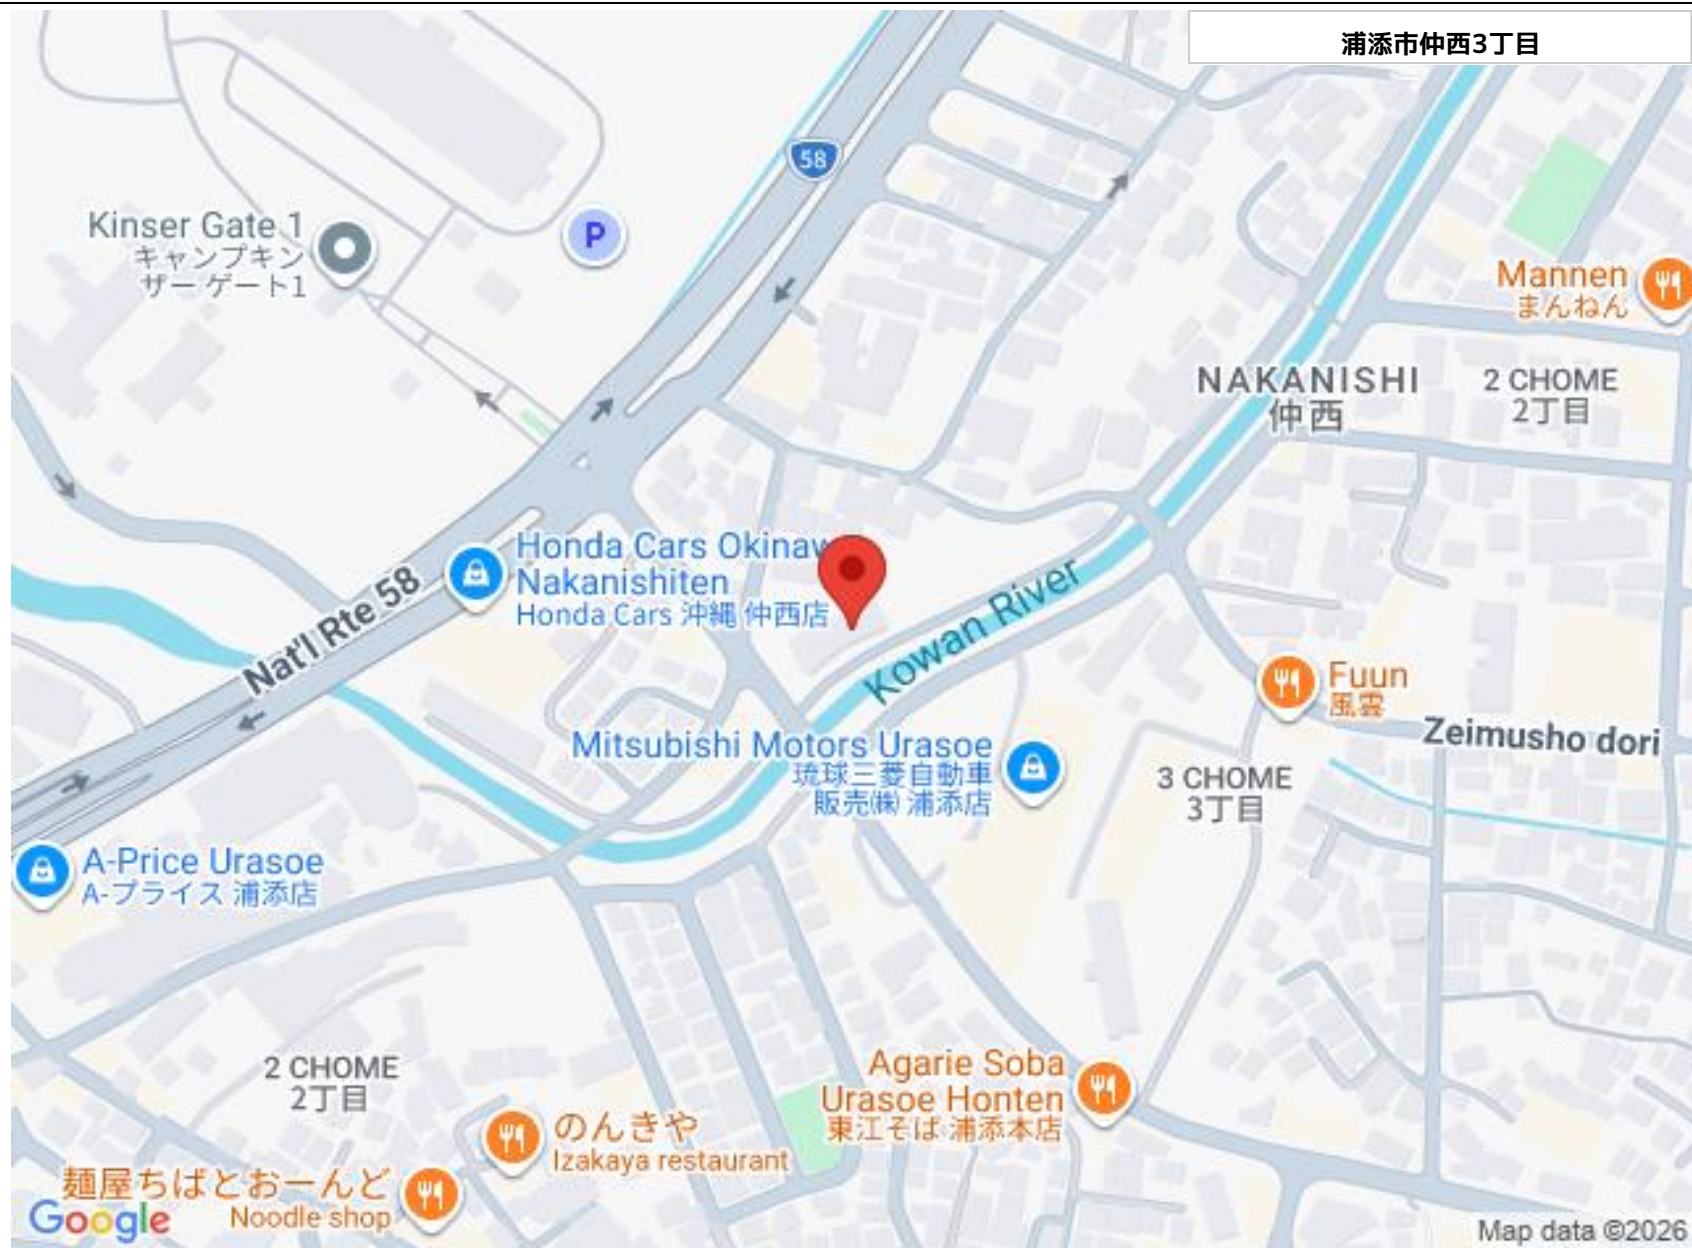 浦添市仲西3丁目
58
Kinser Gate 1
キャンプキン
ザー ゲート1
P
Mannen
まんねん
NAKANISHI
仲西
2 CHOME
2丁目
Honda Cars Okinaw
Nakanishiten
Honda Cars 沖縄 仲西店
Nat'l Rte 58
Kowan River
Fuun
風雲
Zeimusho dori
Mitsubishi Motors Urasoe
琉球三菱自動車
販売㈱ 浦添店
3 CHOME
3丁目
A-Price Urasoe
A-プライス 浦添店
2 CHOME
2丁目
Agarie Soba
Urasoe Honten
東江そば 浦添本店
のんきや
Izakaya restaurant
麺屋ちばとおーんど
Noodle shop
Google
Map data ©2026